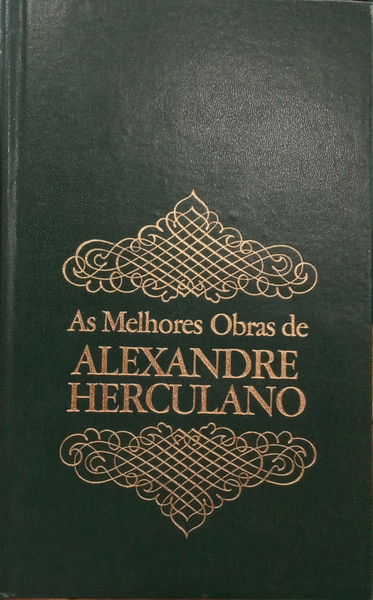 As Melhores Obras de
ALEXANDRE
HERCULANO